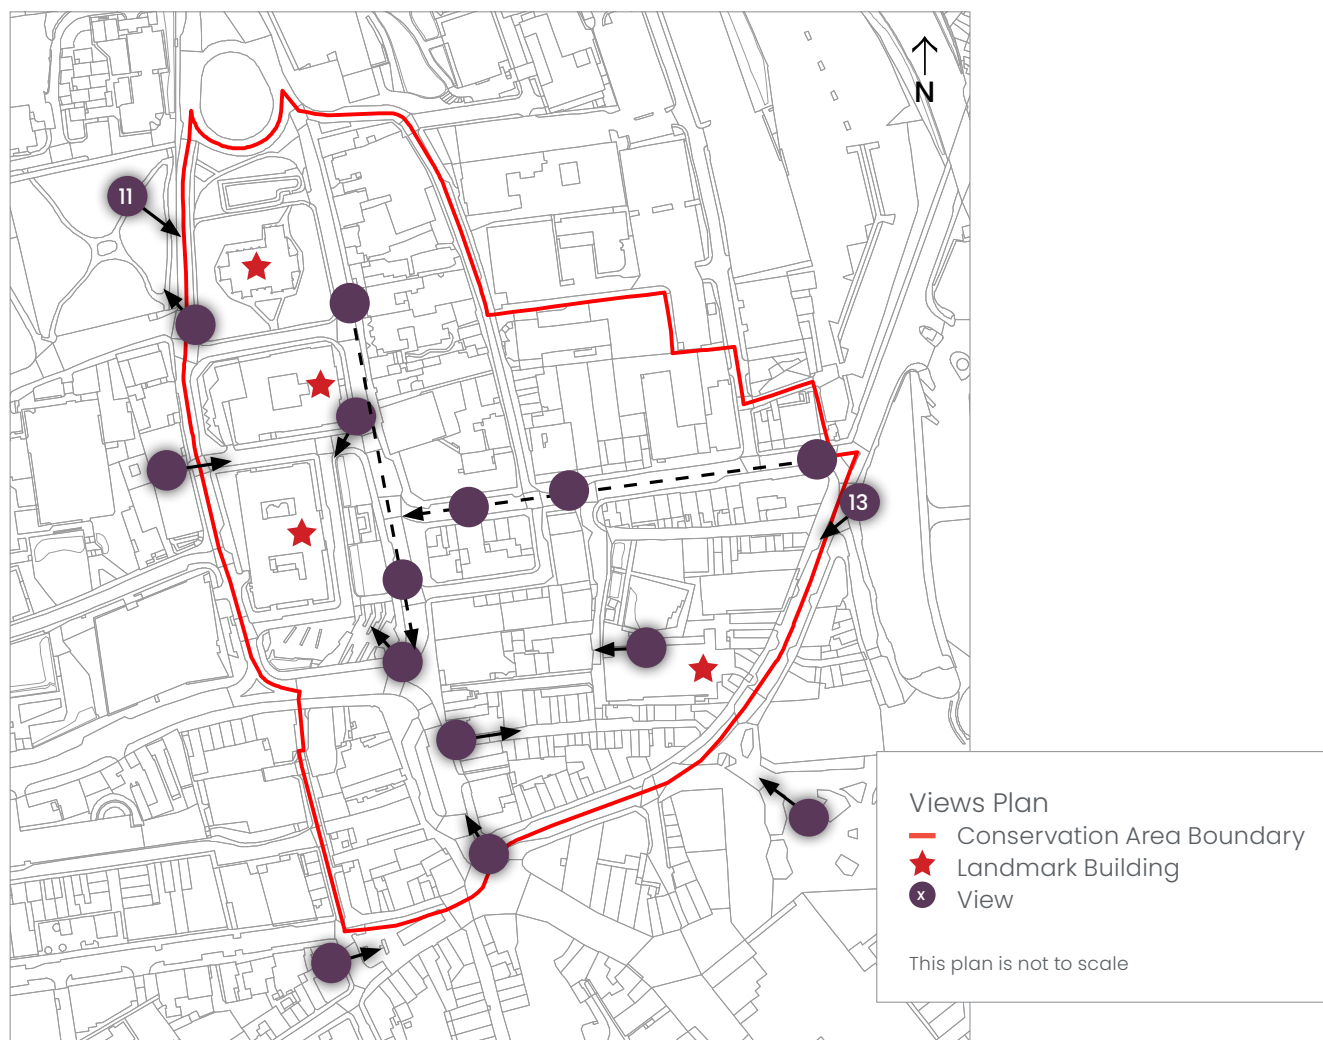 N
11
13
Views Plan
Conservation Area Boundary
Landmark Building
x View
This plan is not to scale